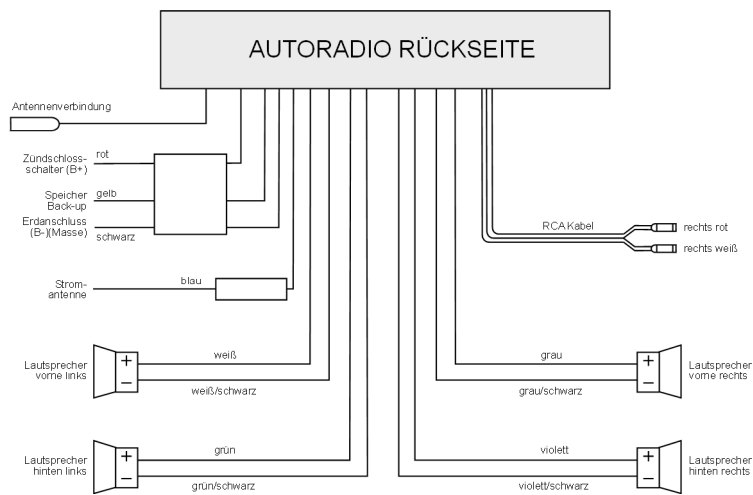 AUTORADIO RÜCKSEITE
Antennenverbindung
Zündschloss-
schalter (B+)
rot
Speicher
Back-up
gelb
Erdanschluss
(B-)(Masse)
schwarz
RCA Kabel
rechts rot
rechts weiß
Strom-
antenne
blau
Lautsprecher
vorne links
+
−
weiß
weiß/schwarz
grau
grau/schwarz
+
−
Lautsprecher
vorne rechts
Lautsprecher
hinten links
+
−
grün
grün/schwarz
violett
violett/schwarz
+
−
Lautsprecher
hinten rechts